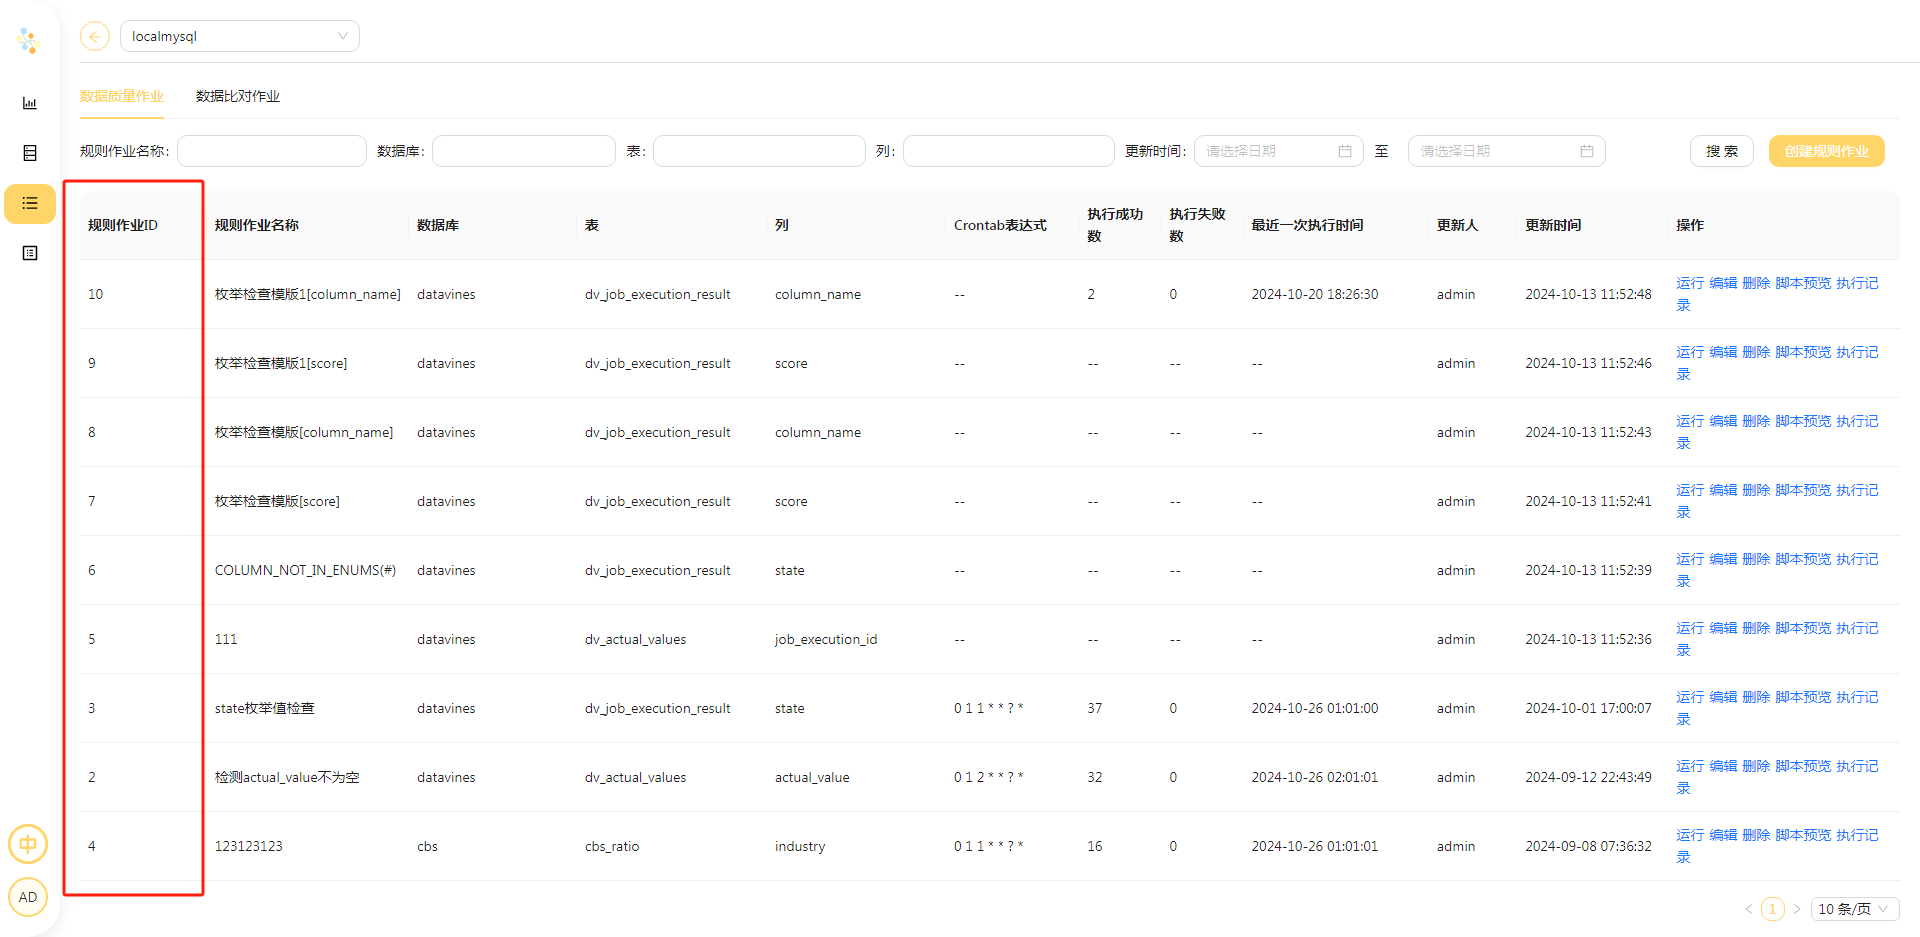 localmysql
数据质量作业 数据比对作业
规则作业名称: 数据库: 表: 列: 更新时间: 请选择日期 至 请选择日期 搜 索 创建规则作业
规则作业ID 规则作业名称 数据库 表 列 Crontab表达式 执行成功数 执行失败数 最近一次执行时间 更新人 更新时间 操作
10 枚举检查模版1[column_name] datavines dv_job_execution_result column_name -- 2 0 2024-10-20 18:26:30 admin 2024-10-13 11:52:48 运行 编辑 删除 脚本预览 执行记录
9 枚举检查模版1[score] datavines dv_job_execution_result score -- -- -- -- admin 2024-10-13 11:52:46 运行 编辑 删除 脚本预览 执行记录
8 枚举检查模版[column_name] datavines dv_job_execution_result column_name -- -- -- -- admin 2024-10-13 11:52:43 运行 编辑 删除 脚本预览 执行记录
7 枚举检查模版[score] datavines dv_job_execution_result score -- -- -- -- admin 2024-10-13 11:52:41 运行 编辑 删除 脚本预览 执行记录
6 COLUMN_NOT_IN_ENUMS(#) datavines dv_job_execution_result state -- -- -- -- admin 2024-10-13 11:52:39 运行 编辑 删除 脚本预览 执行记录
5 111 datavines dv_actual_values job_execution_id -- -- -- -- admin 2024-10-13 11:52:36 运行 编辑 删除 脚本预览 执行记录
3 state枚举值检查 datavines dv_job_execution_result state 0 1 1 * * ? * 37 0 2024-10-26 01:01:00 admin 2024-10-01 17:00:07 运行 编辑 删除 脚本预览 执行记录
2 检测actual_value不为空 datavines dv_actual_values actual_value 0 1 2 * * ? * 32 0 2024-10-26 02:01:01 admin 2024-09-12 22:43:49 运行 编辑 删除 脚本预览 执行记录
4 123123123 cbs cbs_ratio industry 0 1 1 * * ? * 16 0 2024-10-26 01:01:01 admin 2024-09-08 07:36:32 运行 编辑 删除 脚本预览 执行记录
中
AD
< 1 > 10 条/页